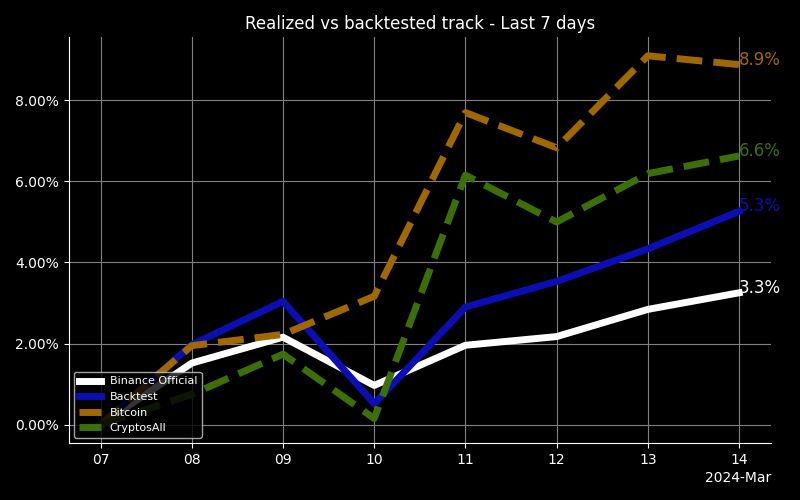 Realized vs backtested track - Last 7 days
8.9%
8.00%
6.6%
6.00%
5.3%
4.00%
3.3%
2.00%
Binance Official
Backtest
Bitcoin
CryptosAll
0.00%
07 08 09 10 11 12 13 14
2024-Mar